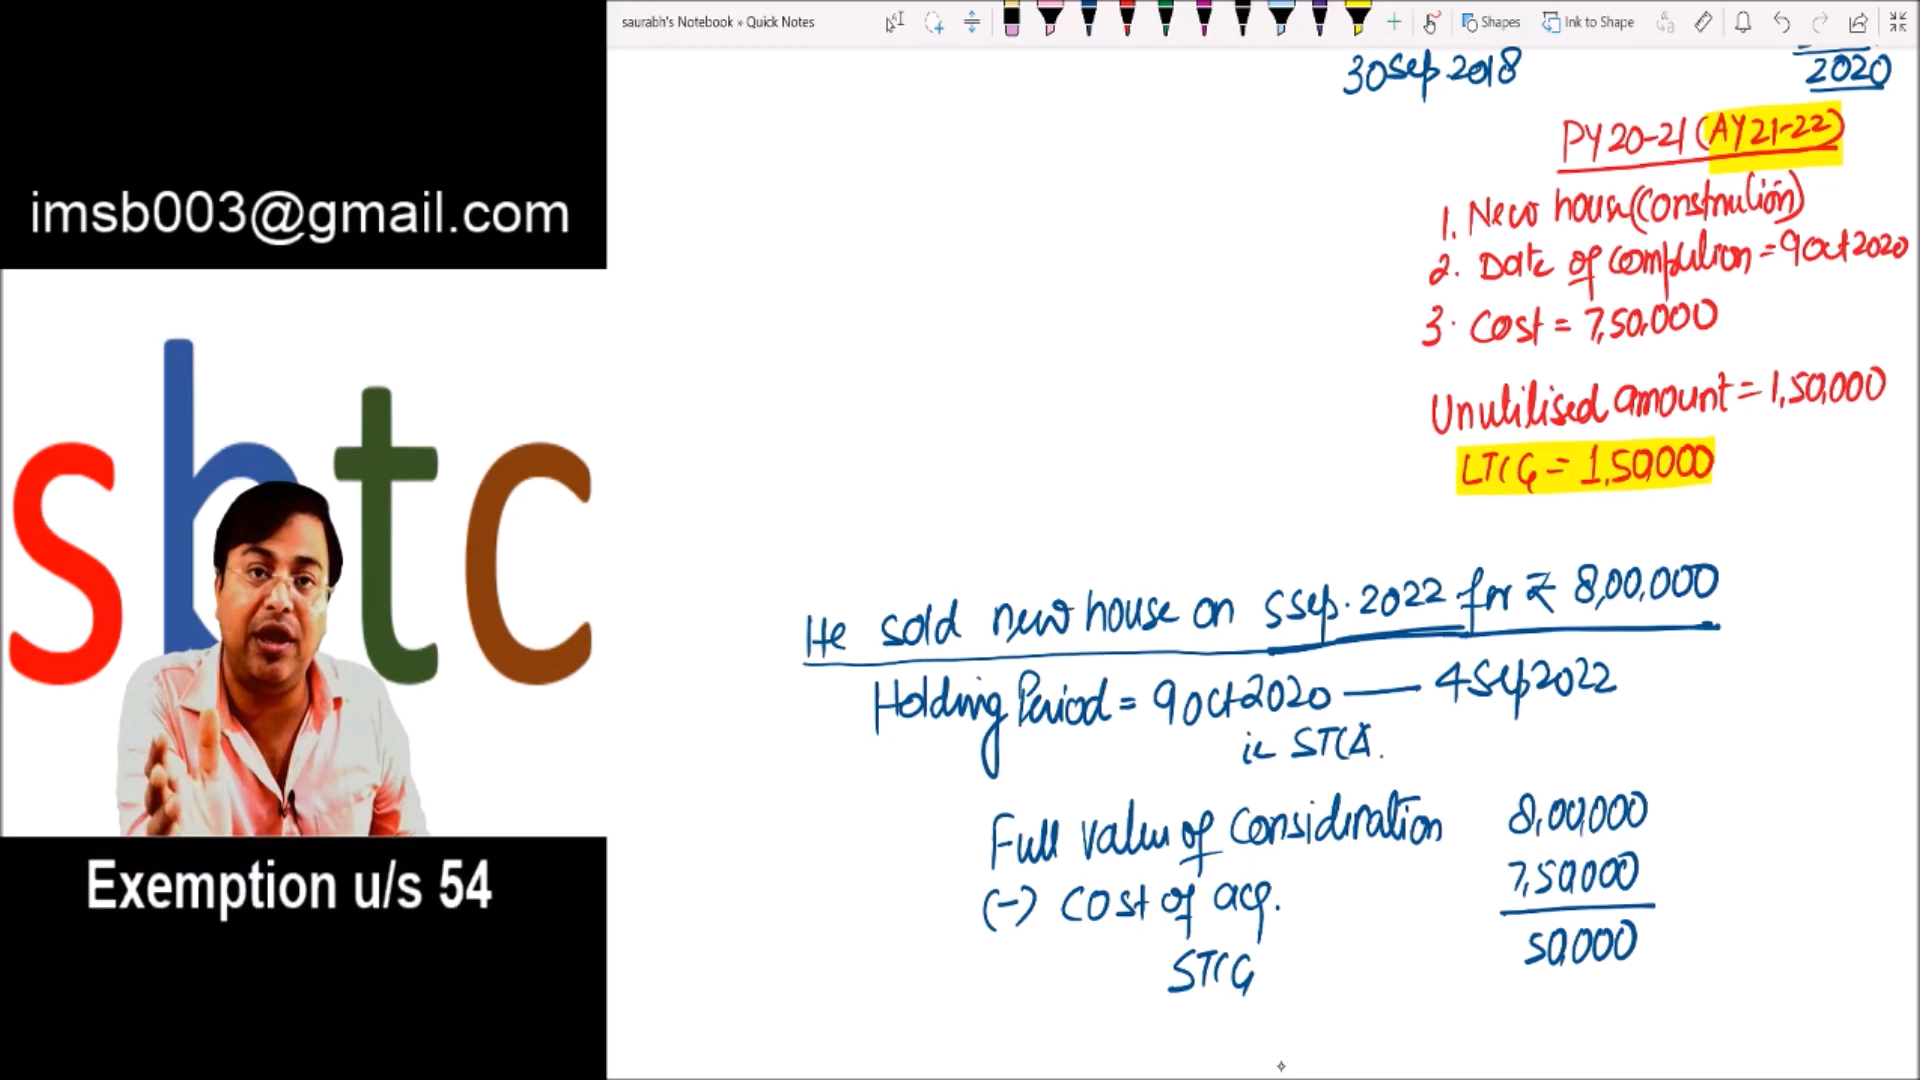 imsb003@gmail.com
sbtc
Exemption u/s 54
saurabh's Notebook » Quick Notes
Shapes
Ink to Shape
30 Sep. 2018
2020
PY 20-21 (AY 21-22)
1. New house (Construction)
2. Date of completion = 9 Oct 2020
3. Cost = 7,50,000
Unutilised amount = 1,50,000
LTCG = 1,50,000
He sold new house on 5 Sep. 2022 for ₹ 8,00,000
Holding Period = 9 Oct 2020 — 4 Sep 2022
ie STCA.
Full value of consideration 8,00,000
(-) Cost of acq. 7,50,000
STCG 50,000